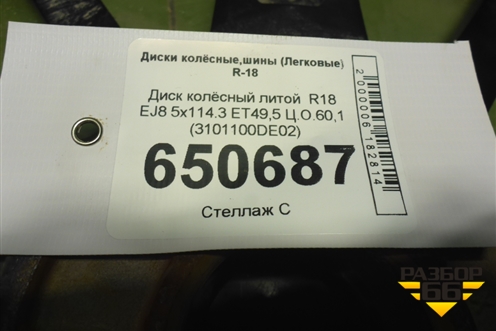 Диски колёсные,шины (Легковые)
R-18
Диск колёсный литой R18
EJ8 5x114.3 ET49,5 Ц.О.60,1
(3101100DE02)
650687
Стеллаж С
2000006182814
РАЗБОР
66